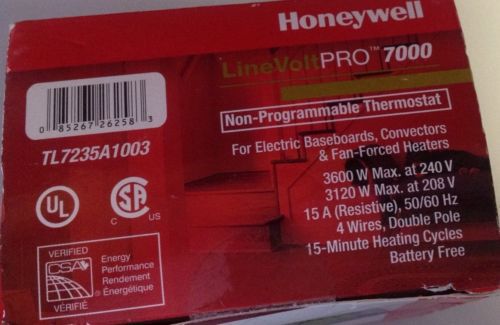 Honeywell
LineVoltPRO™ 7000
Non-Programmable Thermostat
For Electric Baseboards, Convectors
& Fan-Forced Heaters
3600 W Max. at 240 V
3120 W Max. at 208 V
15 A (Resistive), 50/60 Hz
4 Wires, Double Pole
15-Minute Heating Cycles
Battery Free
0 85267 26258 3
TL7235A1003
UL
SA
C US
VERIFIED
CSA
VÉRIFIÉ
Energy
Performance
Rendement
Énergétique